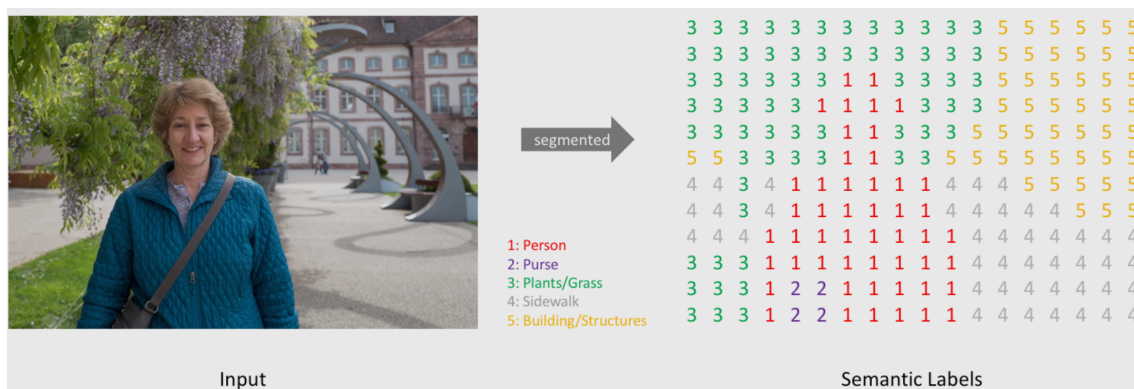 3 3 3 3 3 3 3 3 3 3 3 3 5 5 5 5 5 5
3 3 3 3 3 3 3 3 3 3 3 3 5 5 5 5 5 5
3 3 3 3 3 3 1 1 3 3 3 3 5 5 5 5 5 5
3 3 3 3 3 1 1 1 1 3 3 3 5 5 5 5 5 5
3 3 3 3 3 3 1 1 3 3 3 5 5 5 5 5 5 5
5 5 3 3 3 3 1 1 3 3 5 5 5 5 5 5 5 5
4 4 3 4 1 1 1 1 1 1 4 4 4 5 5 5 5 5
4 4 3 4 1 1 1 1 1 1 4 4 4 4 4 5 5 5
4 4 4 1 1 1 1 1 1 1 1 4 4 4 4 4 4 4
3 3 3 1 1 1 1 1 1 1 1 4 4 4 4 4 4 4
3 3 3 1 2 2 1 1 1 1 1 4 4 4 4 4 4 4
3 3 3 1 2 2 1 1 1 1 1 4 4 4 4 4 4 4
segmented
1: Person
2: Purse
3: Plants/Grass
4: Sidewalk
5: Building/Structures
Input
Semantic Labels